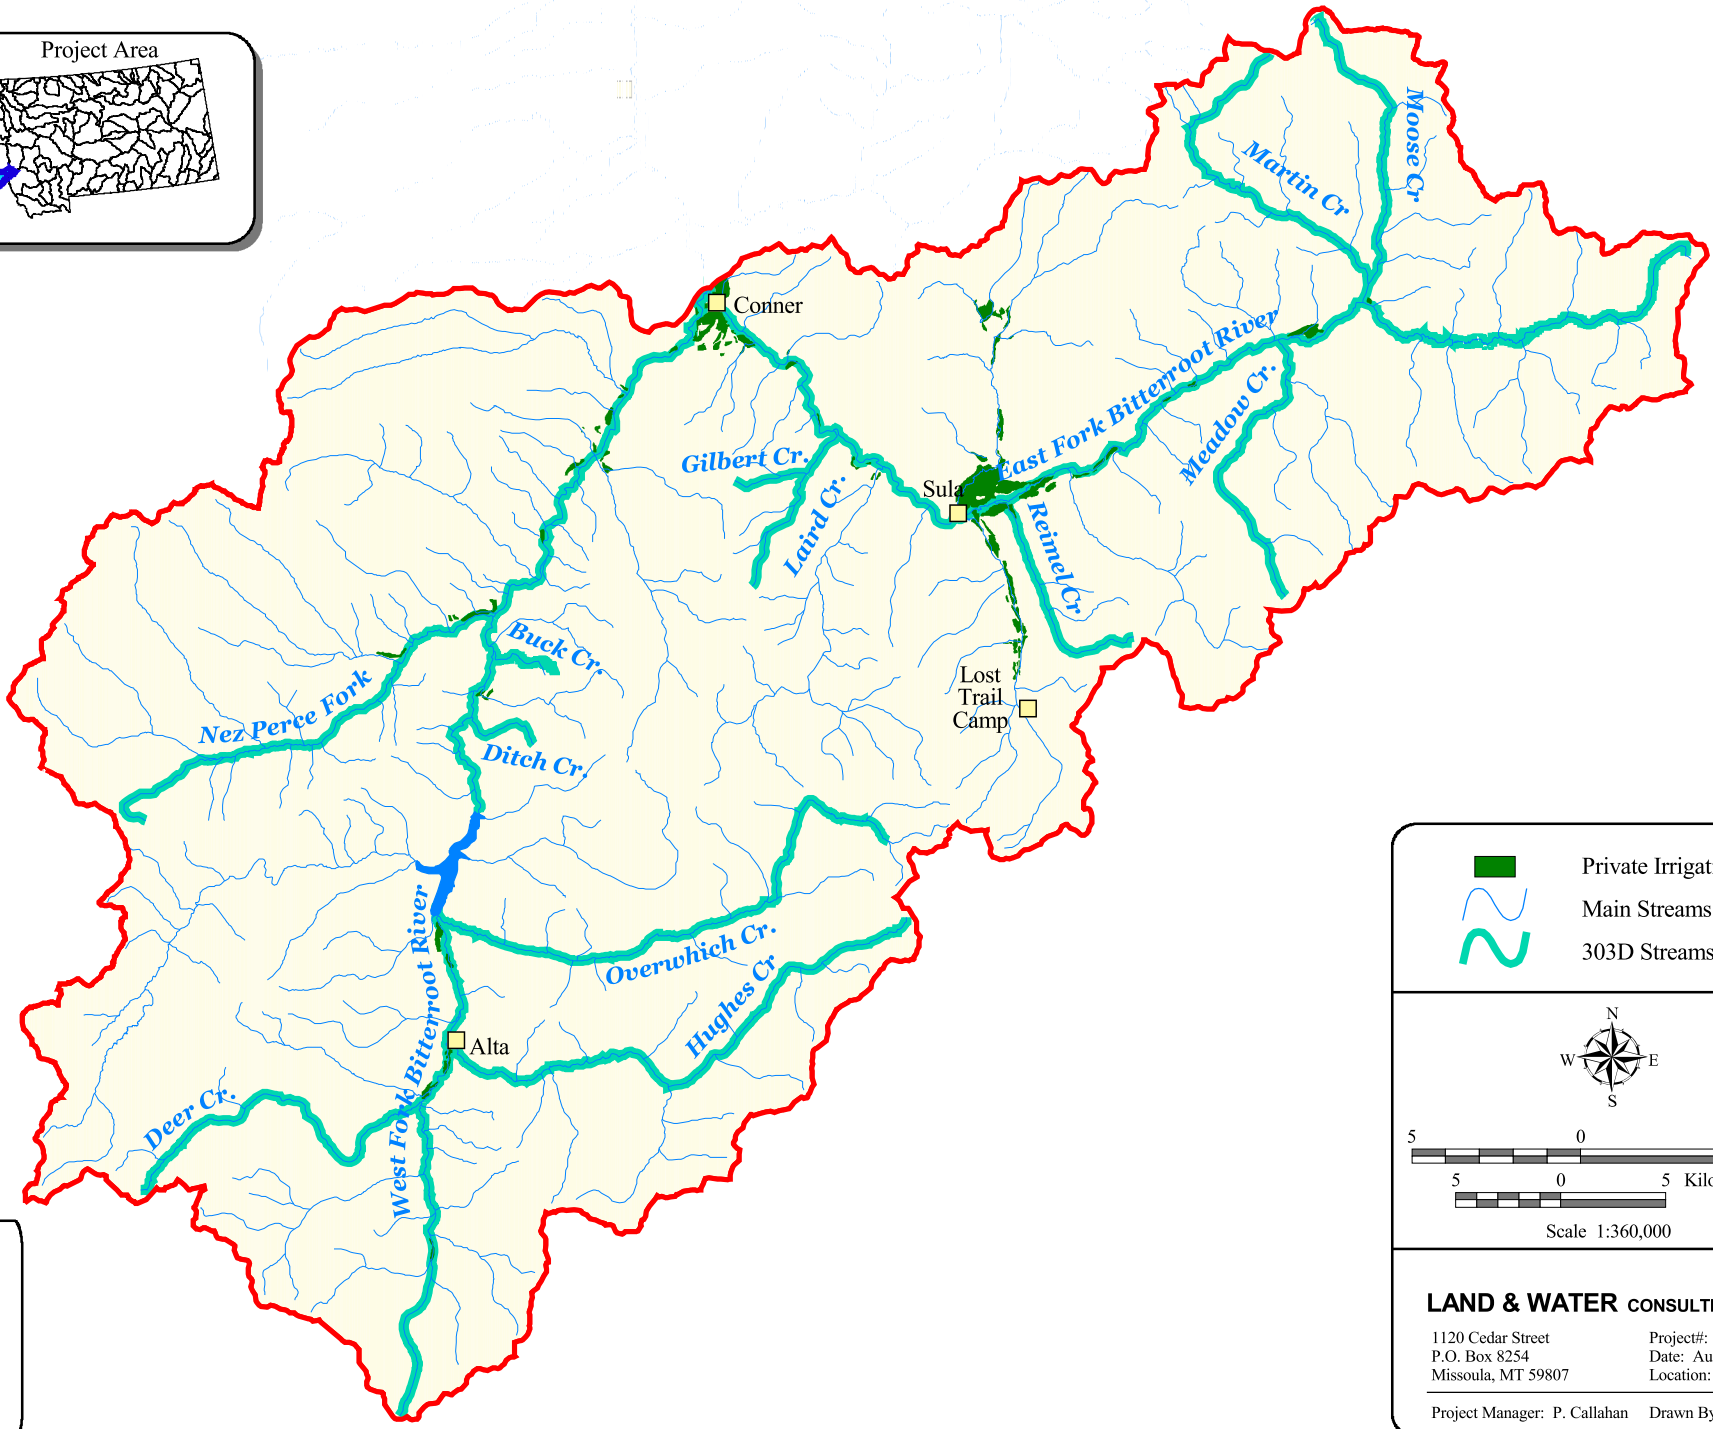 Project Area
Moose Cr
Martin Cr
Conner
East Fork Bitterroot River
Meadow Cr.
Gilbert Cr.
Laird Cr.
Sula
Reimel Cr
Buck Cr.
Lost
Trail
Camp
Nez Perce Fork
Ditch Cr.
Overwhich Cr.
Hughes Cr
West Fork Bitterroot River
Alta
Deer Cr.
Private Irrigat
Main Streams
303D Streams
N
W E
S
5 0
5 0 5 Kilo
Scale 1:360,000
LAND & WATER CONSULT
1120 Cedar Street
P.O. Box 8254
Missoula, MT 59807
Project#:
Date: Au
Location:
Project Manager: P. Callahan Drawn By